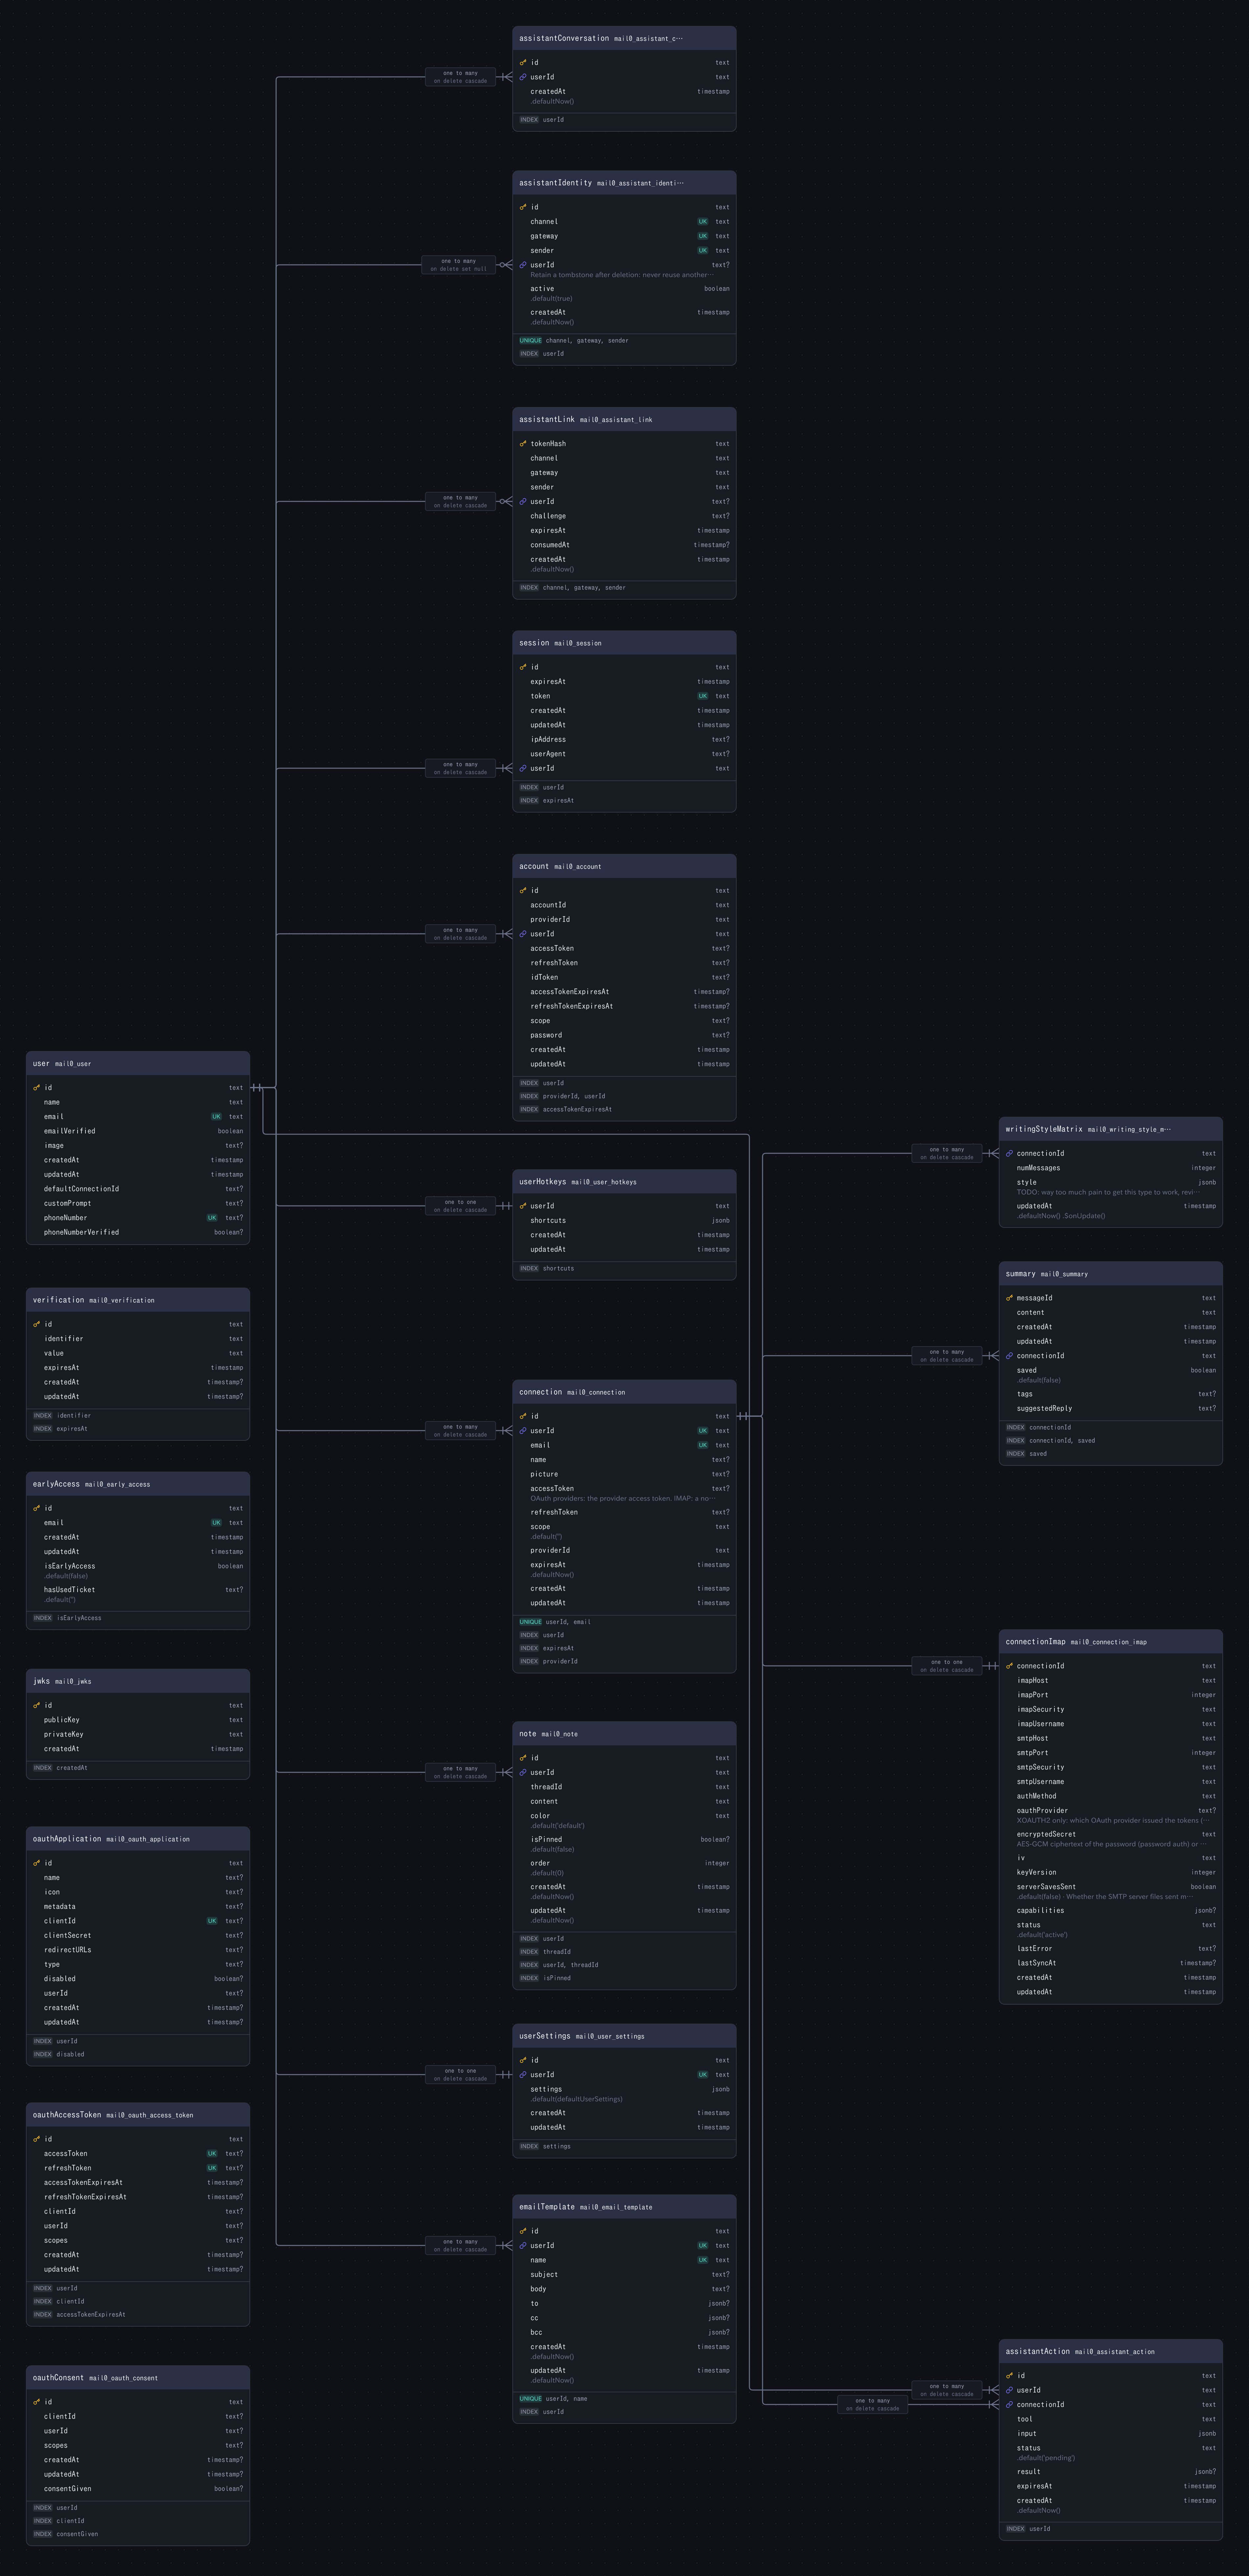 assistantConversation mail0_assistant_c···
id text
userId text
createdAt timestamp
.defaultNow()
INDEX userId
one to many
on delete cascade
assistantIdentity mail0_assistant_identi···
id text
channel UK text
gateway UK text
sender UK text
userId text?
Retain a tombstone after deletion: never reuse another···
active boolean
.default(true)
createdAt timestamp
.defaultNow()
UNIQUE channel, gateway, sender
INDEX userId
one to many
on delete set null
assistantLink mail0_assistant_link
tokenHash text
channel text
gateway text
sender text
userId text?
challenge text?
expiresAt timestamp
consumedAt timestamp?
createdAt timestamp
.defaultNow()
INDEX channel, gateway, sender
one to many
on delete cascade
session mail0_session
id text
expiresAt timestamp
token UK text
createdAt timestamp
updatedAt timestamp
ipAddress text?
userAgent text?
userId text
INDEX userId
INDEX expiresAt
one to many
on delete cascade
account mail0_account
id text
accountId text
providerId text
userId text
accessToken text?
refreshToken text?
idToken text?
accessTokenExpiresAt timestamp?
refreshTokenExpiresAt timestamp?
scope text?
password text?
createdAt timestamp
updatedAt timestamp
INDEX userId
INDEX providerId, userId
INDEX accessTokenExpiresAt
one to many
on delete cascade
user mail0_user
id text
name text
email UK text
emailVerified boolean
image text?
createdAt timestamp
updatedAt timestamp
defaultConnectionId text?
customPrompt text?
phoneNumber UK text?
phoneNumberVerified boolean?
writingStyleMatrix mail0_writing_style_m···
connectionId text
numMessages integer
style jsonb
TODO: way too much pain to get this type to work, revi···
updatedAt timestamp
.defaultNow() .$onUpdate()
one to many
on delete cascade
userHotkeys mail0_user_hotkeys
userId text
shortcuts jsonb
createdAt timestamp
updatedAt timestamp
INDEX shortcuts
one to one
on delete cascade
summary mail0_summary
messageId text
content text
createdAt timestamp
updatedAt timestamp
connectionId text
saved boolean
.default(false)
tags text?
suggestedReply text?
INDEX connectionId
INDEX connectionId, saved
INDEX saved
one to many
on delete cascade
verification mail0_verification
id text
identifier text
value text
expiresAt timestamp
createdAt timestamp?
updatedAt timestamp?
INDEX identifier
INDEX expiresAt
connection mail0_connection
id text
userId UK text
email UK text
name text?
picture text?
accessToken text?
OAuth providers: the provider access token. IMAP: a no···
refreshToken text?
scope text
.default('')
providerId text
expiresAt timestamp
.defaultNow()
createdAt timestamp
updatedAt timestamp
UNIQUE userId, email
INDEX userId
INDEX expiresAt
INDEX providerId
one to many
on delete cascade
earlyAccess mail0_early_access
id text
email UK text
createdAt timestamp
updatedAt timestamp
isEarlyAccess boolean
.default(false)
hasUsedTicket text?
.default('')
INDEX isEarlyAccess
connectionImap mail0_connection_imap
connectionId text
imapHost text
imapPort integer
imapSecurity text
imapUsername text
smtpHost text
smtpPort integer
smtpSecurity text
smtpUsername text
authMethod text
oauthProvider text?
XOAUTH2 only: which OAuth provider issued the tokens (···
encryptedSecret text
AES-GCM ciphertext of the password (password auth) or ···
iv text
keyVersion integer
serverSavesSent boolean
.default(false) · Whether the SMTP server files sent m···
capabilities jsonb?
status text
.default('active')
lastError text?
lastSyncAt timestamp?
createdAt timestamp
updatedAt timestamp
one to one
on delete cascade
jwks mail0_jwks
id text
publicKey text
privateKey text
createdAt timestamp
INDEX createdAt
note mail0_note
id text
userId text
threadId text
content text
color text
.default('default')
isPinned boolean?
.default(false)
order integer
.default(0)
createdAt timestamp
.defaultNow()
updatedAt timestamp
.defaultNow()
INDEX userId
INDEX threadId
INDEX userId, threadId
INDEX isPinned
one to many
on delete cascade
oauthApplication mail0_oauth_application
id text
name text?
icon text?
metadata text?
clientId UK text?
clientSecret text?
redirectURLs text?
type text?
disabled boolean?
userId text?
createdAt timestamp?
updatedAt timestamp?
INDEX userId
INDEX disabled
userSettings mail0_user_settings
id text
userId UK text
settings jsonb
.default(defaultUserSettings)
createdAt timestamp
updatedAt timestamp
INDEX settings
one to one
on delete cascade
oauthAccessToken mail0_oauth_access_token
id text
accessToken UK text?
refreshToken UK text?
accessTokenExpiresAt timestamp?
refreshTokenExpiresAt timestamp?
clientId text?
userId text?
scopes text?
createdAt timestamp?
updatedAt timestamp?
INDEX userId
INDEX clientId
INDEX accessTokenExpiresAt
emailTemplate mail0_email_template
id text
userId UK text
name UK text
subject text?
body text?
to jsonb?
cc jsonb?
bcc jsonb?
createdAt timestamp
.defaultNow()
updatedAt timestamp
.defaultNow()
UNIQUE userId, name
INDEX userId
one to many
on delete cascade
assistantAction mail0_assistant_action
id text
userId text
connectionId text
tool text
input jsonb
status text
.default('pending')
result jsonb?
expiresAt timestamp
createdAt timestamp
.defaultNow()
INDEX userId
one to many
on delete cascade
one to many
on delete cascade
oauthConsent mail0_oauth_consent
id text
clientId text?
userId text?
scopes text?
createdAt timestamp?
updatedAt timestamp?
consentGiven boolean?
INDEX userId
INDEX clientId
INDEX consentGiven